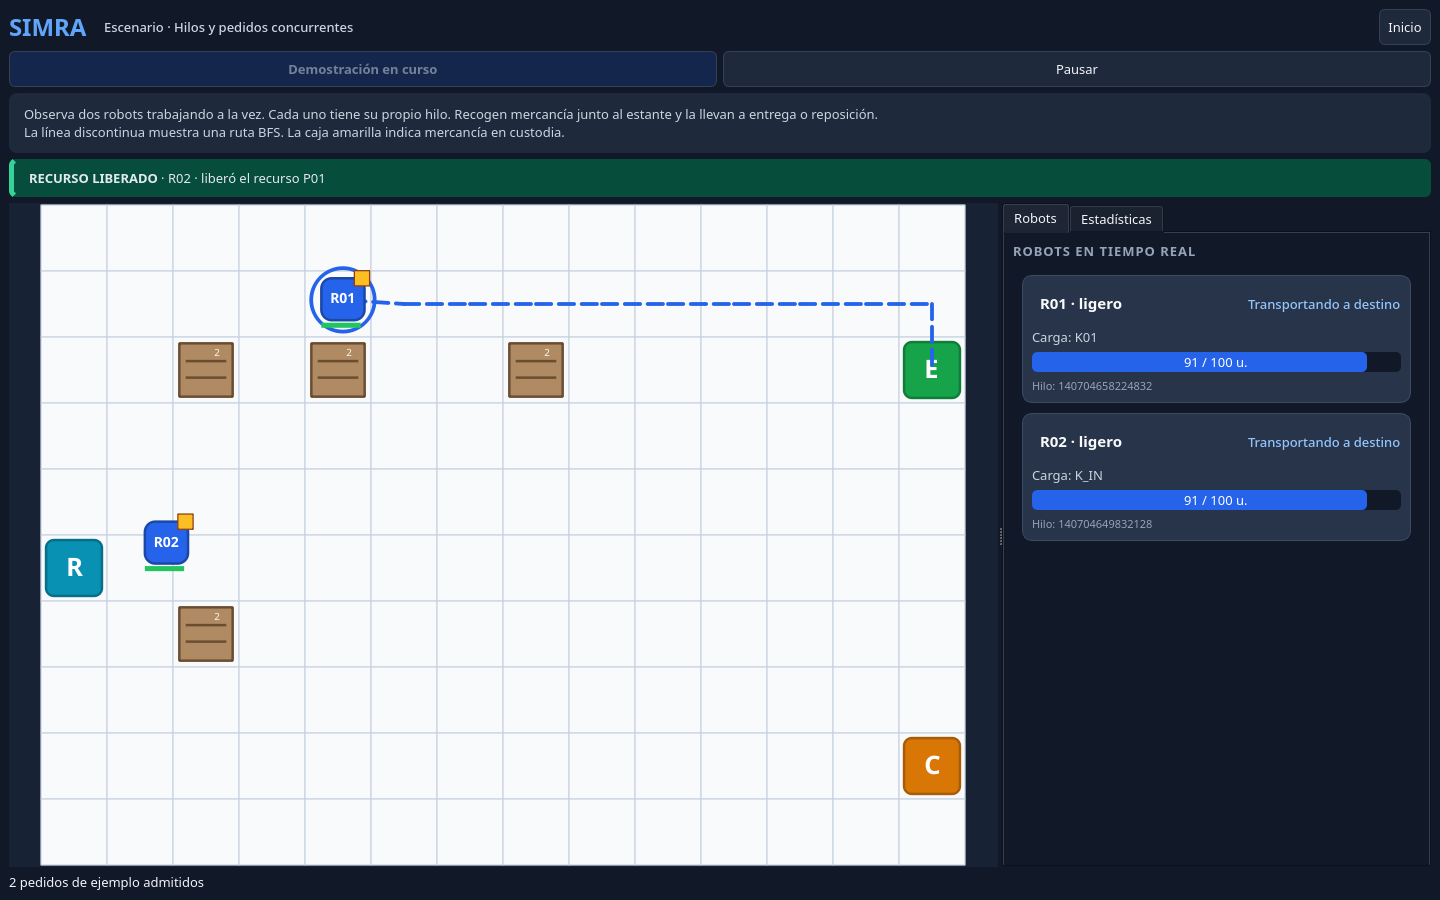 SIMRA
Escenario · Hilos y pedidos concurrentes
Inicio
Demostración en curso
Pausar
Observa dos robots trabajando a la vez. Cada uno tiene su propio hilo. Recogen mercancía junto al estante y la llevan a entrega o reposición.
La línea discontinua muestra una ruta BFS. La caja amarilla indica mercancía en custodia.
RECURSO LIBERADO · R02 · liberó el recurso P01
R01
2
2
2
E
R02
R
2
C
Robots
Estadísticas
ROBOTS EN TIEMPO REAL
R01 · ligero
Transportando a destino
Carga: K01
91 / 100 u.
Hilo: 140704658224832
R02 · ligero
Transportando a destino
Carga: K_IN
91 / 100 u.
Hilo: 140704649832128
2 pedidos de ejemplo admitidos